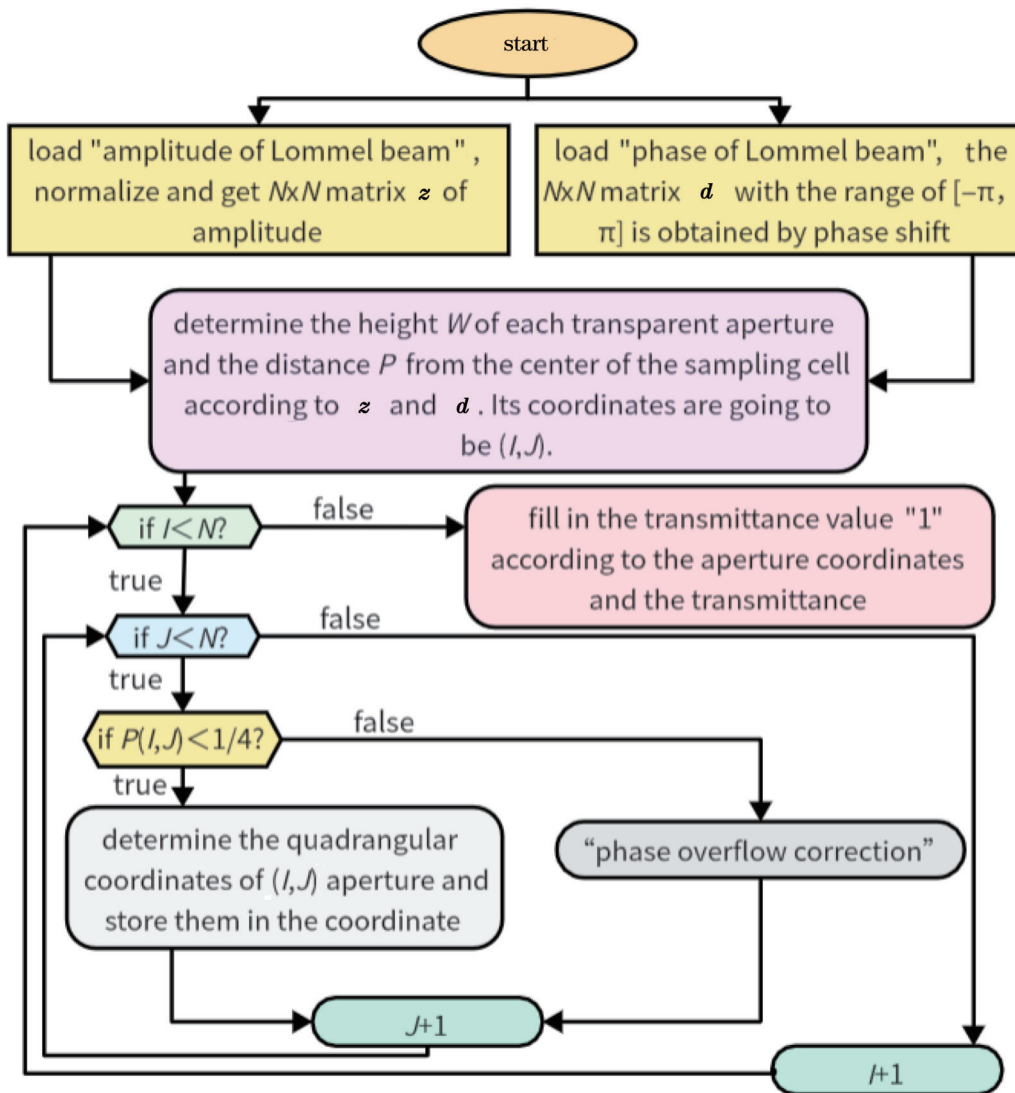 start
load "amplitude of Lommel beam" ,
normalize and get NxN matrix z of
amplitude
load "phase of Lommel beam", the
NxN matrix d with the range of [−π,
π] is obtained by phase shift
determine the height W of each transparent aperture
and the distance P from the center of the sampling cell
according to z and d . Its coordinates are going to
be (I,J).
if I<N?
false
fill in the transmittance value "1"
according to the aperture coordinates
and the transmittance
true
if J<N?
false
true
if P(I,J)<1/4?
false
true
determine the quadrangular
coordinates of (I,J) aperture and
store them in the coordinate
“phase overflow correction”
J+1
I+1